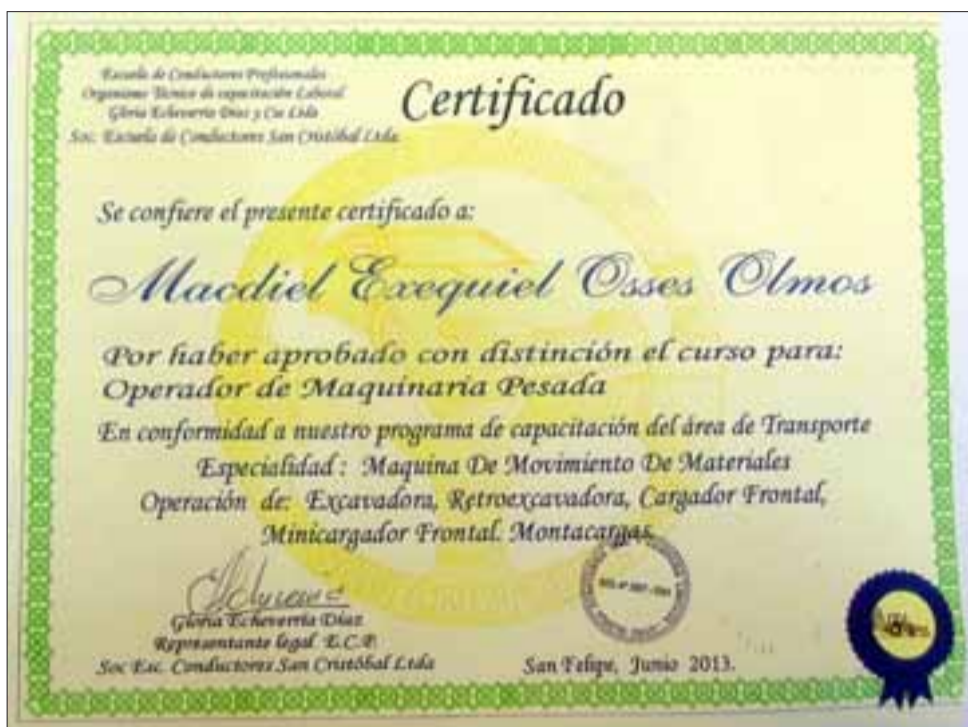 Escuela de Conductores Profesionales
Organismo Técnico de capacitación Laboral
Gloria Echeverría Díaz y Cía Ltda
Soc. Escuela de Conductores San Cristóbal Ltda.
Certificado
Se confiere el presente certificado a:
Macdiel Exequiel Osses Olmos
Por haber aprobado con distinción el curso para:
Operador de Maquinaria Pesada
En conformidad a nuestro programa de capacitación del área de Transporte
Especialidad : Maquina De Movimiento De Materiales
Operación de: Excavadora, Retroexcavadora, Cargador Frontal,
Minicargador Frontal. Montacargas.
Gloria Echeverría Díaz
Representante legal E.C.P.
Soc Esc. Conductores San Cristóbal Ltda
San Felipe, Junio 2013.